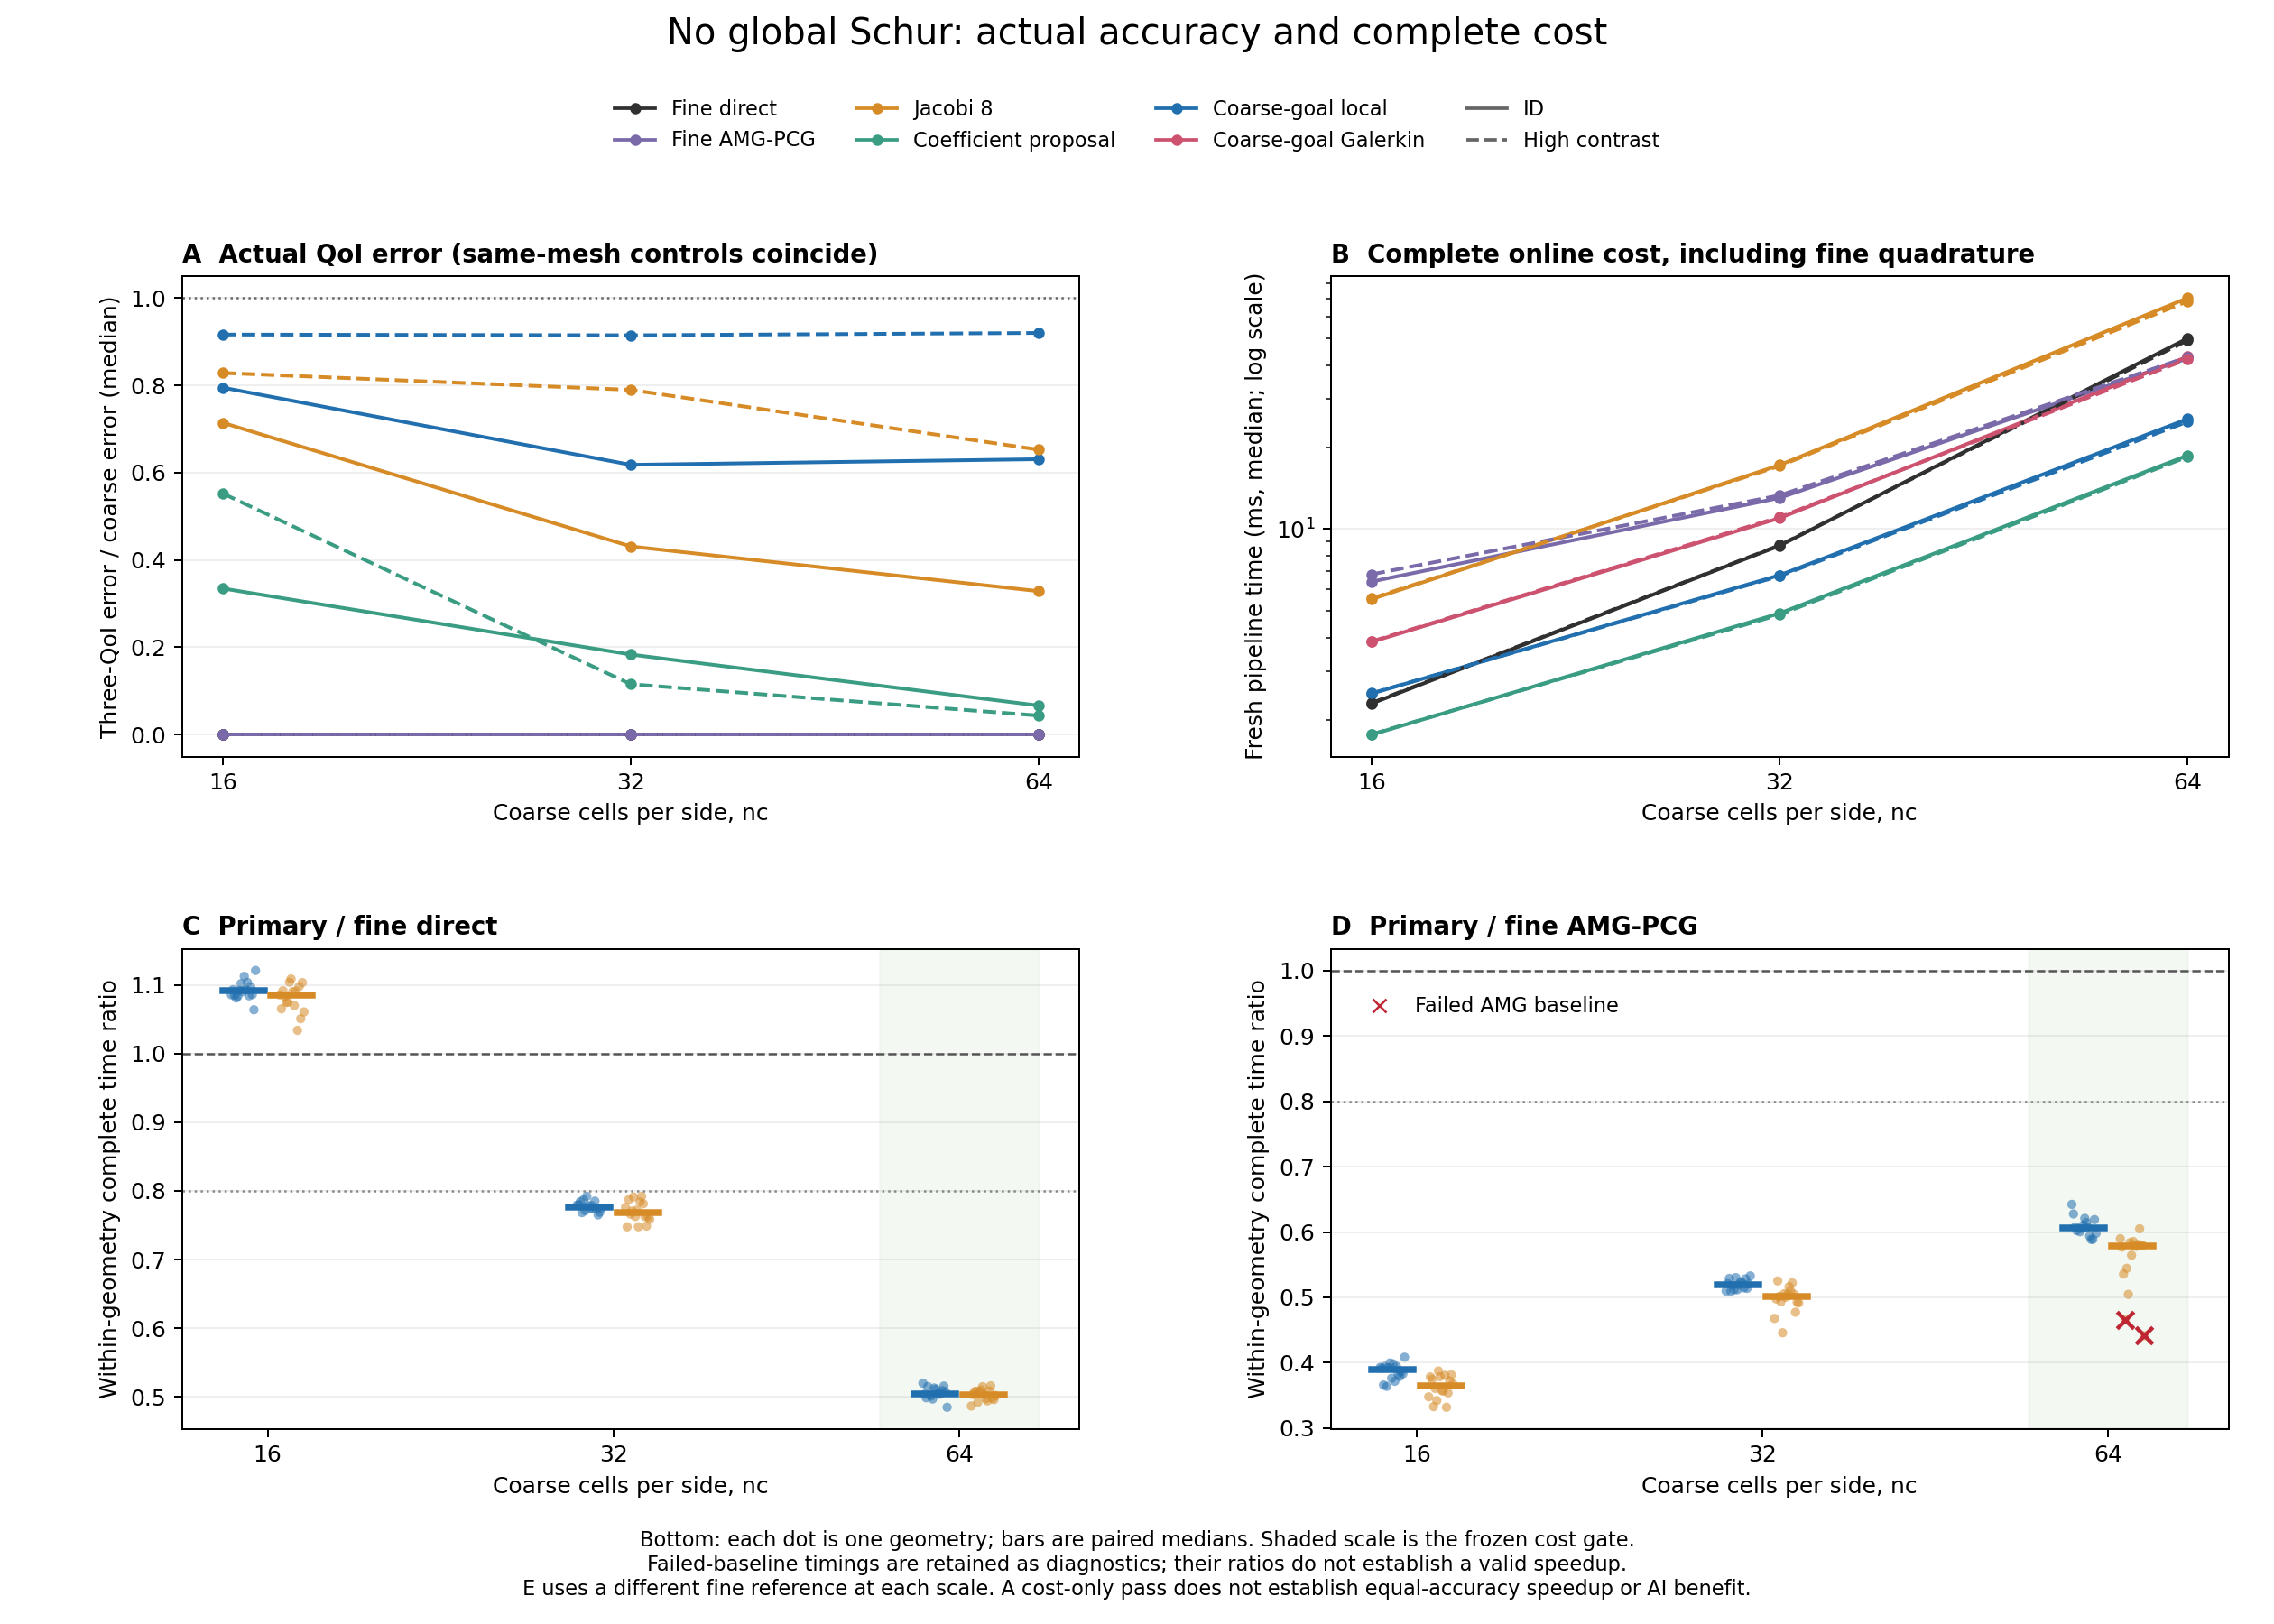 No global Schur: actual accuracy and complete cost
Fine direct
Jacobi 8
Coarse-goal local
ID
Fine AMG-PCG
Coefficient proposal
Coarse-goal Galerkin
High contrast
A Actual QoI error (same-mesh controls coincide)
Three-QoI error / coarse error (median)
1.0
0.8
0.6
0.4
0.2
0.0
16
32
64
Coarse cells per side, nc
B Complete online cost, including fine quadrature
Fresh pipeline time (ms, median; log scale)
10¹
16
32
64
Coarse cells per side, nc
C Primary / fine direct
Within-geometry complete time ratio
1.1
1.0
0.9
0.8
0.7
0.6
0.5
16
32
64
Coarse cells per side, nc
D Primary / fine AMG-PCG
Within-geometry complete time ratio
1.0
0.9
0.8
0.7
0.6
0.5
0.4
0.3
Failed AMG baseline
16
32
64
Coarse cells per side, nc
Bottom: each dot is one geometry; bars are paired medians. Shaded scale is the frozen cost gate.
Failed-baseline timings are retained as diagnostics; their ratios do not establish a valid speedup.
E uses a different fine reference at each scale. A cost-only pass does not establish equal-accuracy speedup or AI benefit.